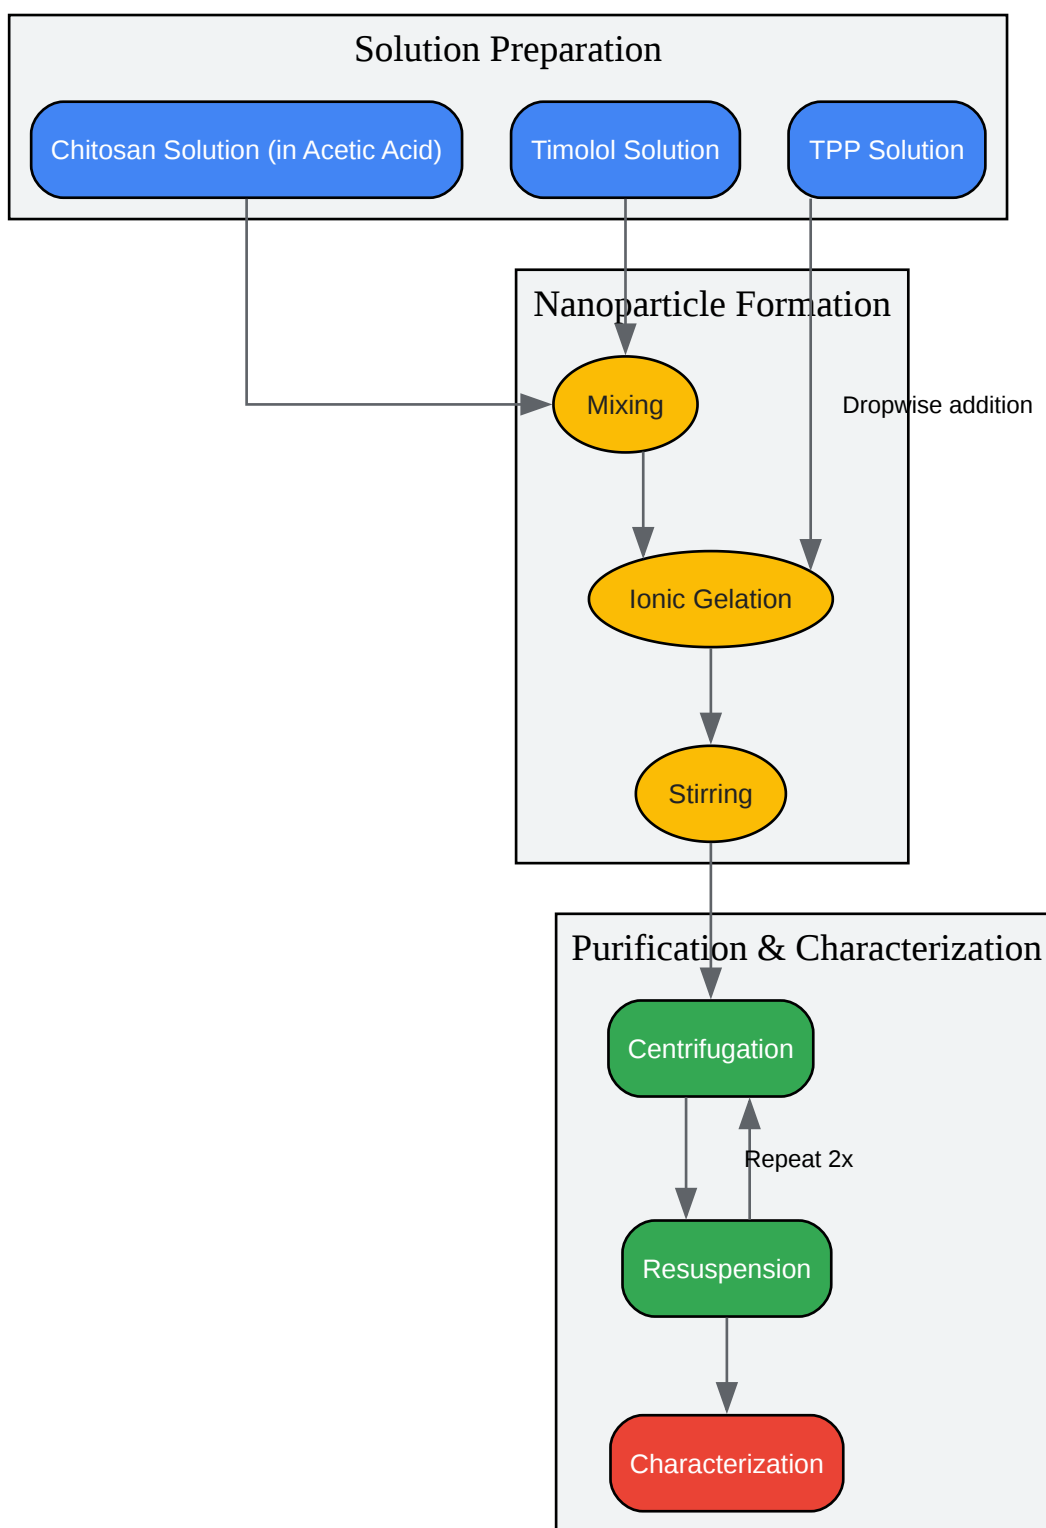 Solution Preparation
Chitosan Solution (in Acetic Acid)
Timolol Solution
TPP Solution
Nanoparticle Formation
Mixing
Dropwise addition
Ionic Gelation
Stirring
Purification & Characterization
Centrifugation
Repeat 2x
Resuspension
Characterization